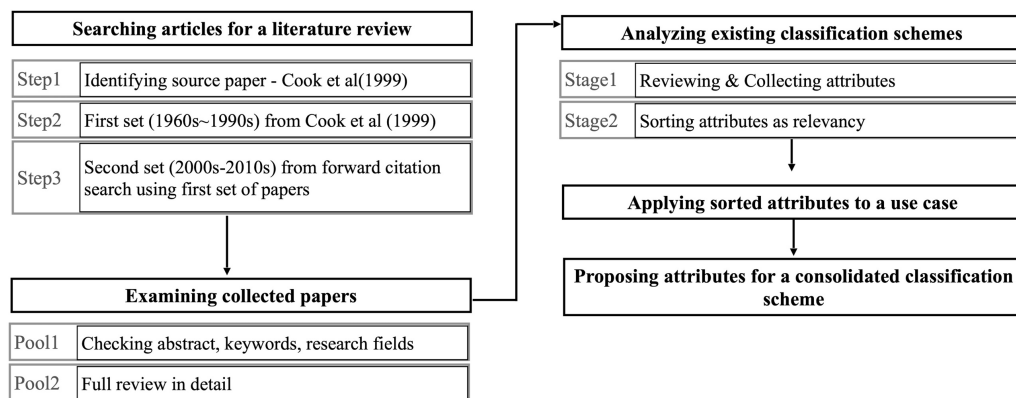 Searching articles for a literature review
Step1 Identifying source paper - Cook et al(1999)
Step2 First set (1960s~1990s) from Cook et al (1999)
Step3 Second set (2000s-2010s) from forward citation
search using first set of papers
Examining collected papers
Pool1 Checking abstract, keywords, research fields
Pool2 Full review in detail
Analyzing existing classification schemes
Stage1 Reviewing & Collecting attributes
Stage2 Sorting attributes as relevancy
Applying sorted attributes to a use case
Proposing attributes for a consolidated classification
scheme